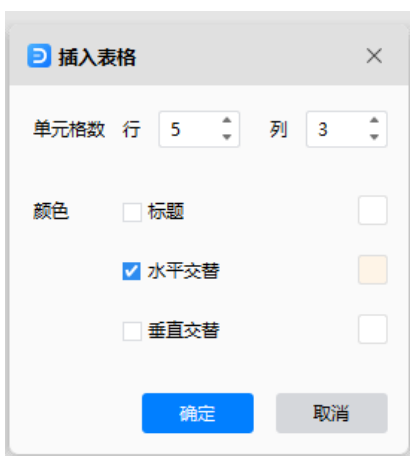 插入表格
单元格数 行 5 列 3
颜色 标题
水平交替
垂直交替
确定 取消